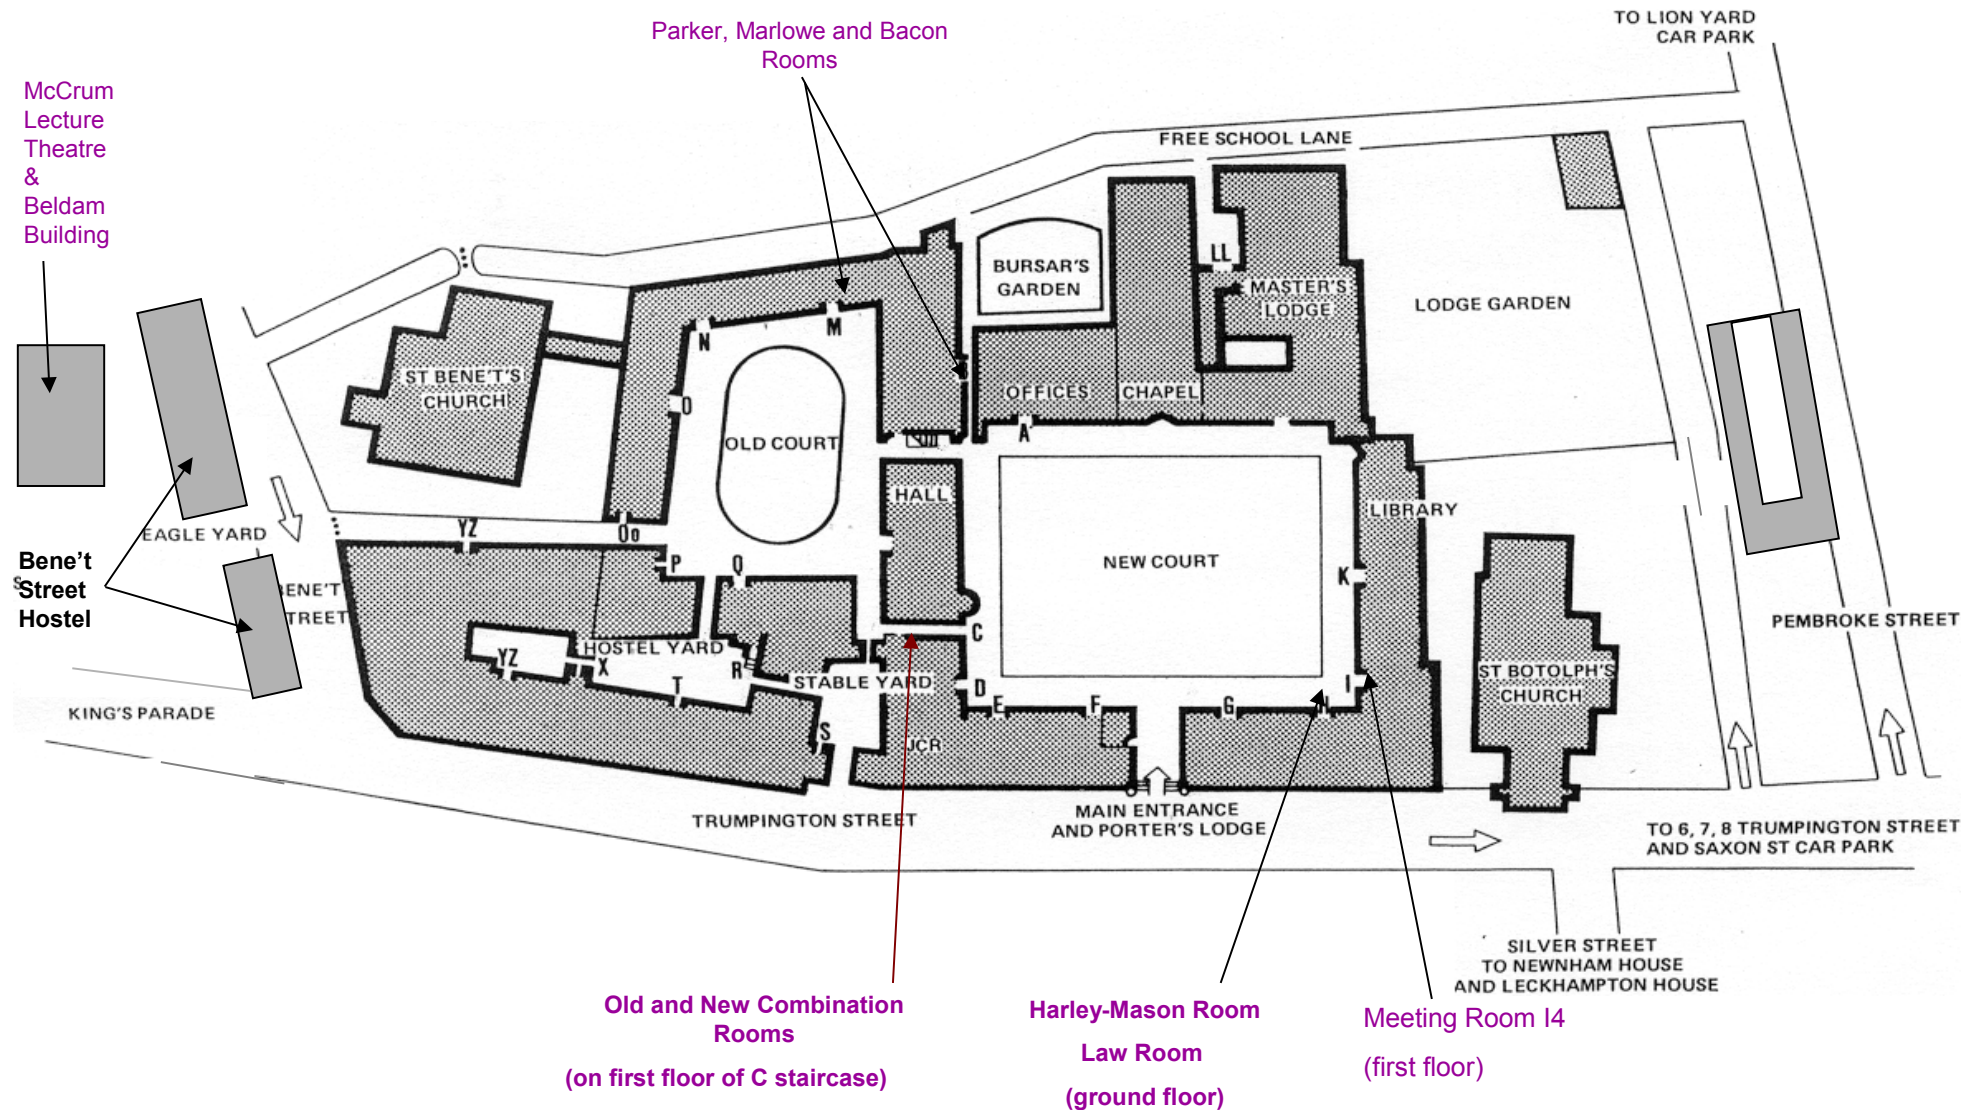 TO LION YARD
CAR PARK
Parker, Marlowe and Bacon
Rooms
McCrum
Lecture
Theatre
&
Beldam
Building
FREE SCHOOL LANE
LL
BURSAR'S
GARDEN
MASTER'S
LODGE
LODGE GARDEN
N
M
ST BENE'T'S
CHURCH
O
OFFICES
CHAPEL
A
OLD COURT
HALL
LIBRARY
EAGLE YARD
YZ
Oo
Bene't
Street
Hostel
BENE'T
STREET
P
Q
NEW COURT
K
PEMBROKE STREET
C
HOSTEL YARD
YZ
X
T
R
STABLE YARD
D
E
F
G
H
I
ST BOTOLPH'S
CHURCH
KING'S PARADE
S
JCR
TRUMPINGTON STREET
MAIN ENTRANCE
AND PORTER'S LODGE
TO 6, 7, 8 TRUMPINGTON STREET
AND SAXON ST CAR PARK
SILVER STREET
TO NEWNHAM HOUSE
AND LECKHAMPTON HOUSE
Old and New Combination
Rooms
(on first floor of C staircase)
Harley-Mason Room
Law Room
(ground floor)
Meeting Room I4
(first floor)